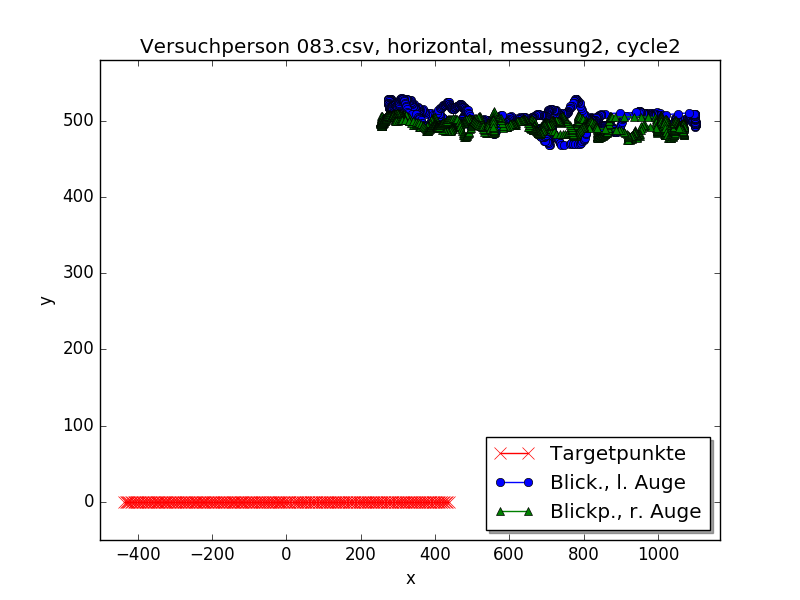 Versuchperson 083.csv, horizontal, messung2, cycle2
500
400
300
200
100
0
y
−400 −200 0 200 400 600 800 1000
x
Targetpunkte
Blick., l. Auge
Blickp., r. Auge